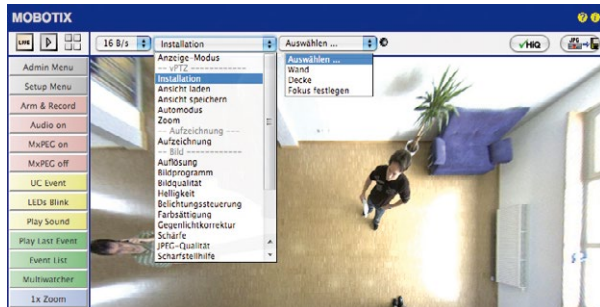 MOBOTIX
LIVE
16 B/s
Installation
Auswählen ...
HiQ
JPG
Admin Menu
Setup Menu
Arm & Record
Audio on
MxPEG on
MxPEG off
UC Event
LEDs Blink
Play Sound
Play Last Event
Event List
Multiwatcher
1x Zoom
Anzeige-Modus
-- vPTZ ------------
Installation
Ansicht laden
Ansicht speichern
Automodus
Zoom
-- Aufzeichnung ---
Aufzeichnung
-- Bild ------------
Auflösung
Bildprogramm
Bildqualität
Helligkeit
Belichtungssteuerung
Farbsättigung
Gegenlichtkorrektur
Schärfe
JPEG-Qualität
Scharfstellhilfe
Auswählen ...
Wand
Decke
Fokus festlegen